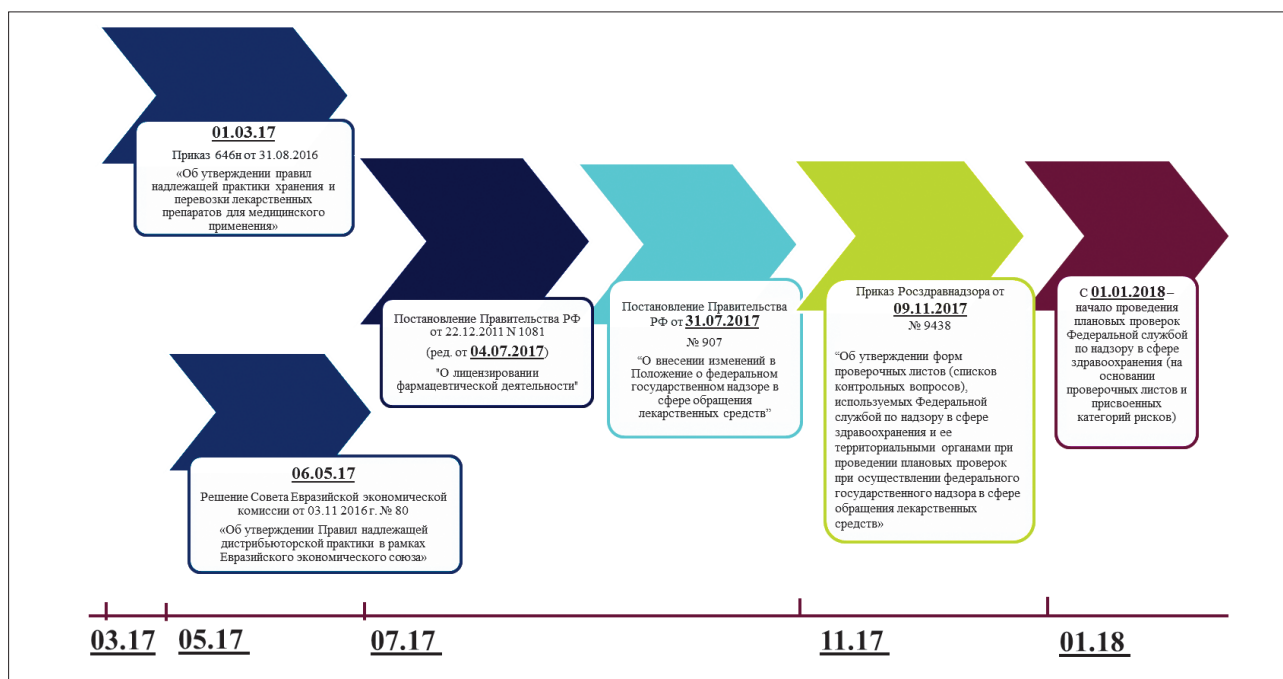 01.03.17
Приказ 646н от 31.08.2016
«Об утверждении правил
надлежащей практики хранения и
перевозки лекарственных
препаратов для медицинского
применения»
06.05.17
Решение Совета Евразийской экономической
комиссии от 03.11 2016 г. № 80
«Об утверждении Правил надлежащей
дистрибьюторской практики в рамках
Евразийского экономического союза»
Постановление Правительства РФ
от 22.12.2011 N 1081
(ред. от 04.07.2017)
"О лицензировании
фармацевтической деятельности"
Постановление Правительства
РФ от 31.07.2017
№ 907
“О внесении изменений в
Положение о федеральном
государственном надзоре в
сфере обращения
лекарственных средств”
Приказ Росздравнадзора от
09.11.2017
№ 9438
“Об утверждении форм
проверочных листов (списков
контрольных вопросов),
используемых Федеральной
службой по надзору в сфере
здравоохранения и ее
территориальными органами при
проведении плановых проверок
при осуществлении федерального
государственного надзора в сфере
обращения лекарственных
средств»
С 01.01.2018 –
начало проведения
плановых проверок
Федеральной службой
по надзору в сфере
здравоохранения (на
основании
проверочных листов и
присвоенных
категорий рисков)
03.17
05.17
07.17
11.17
01.18